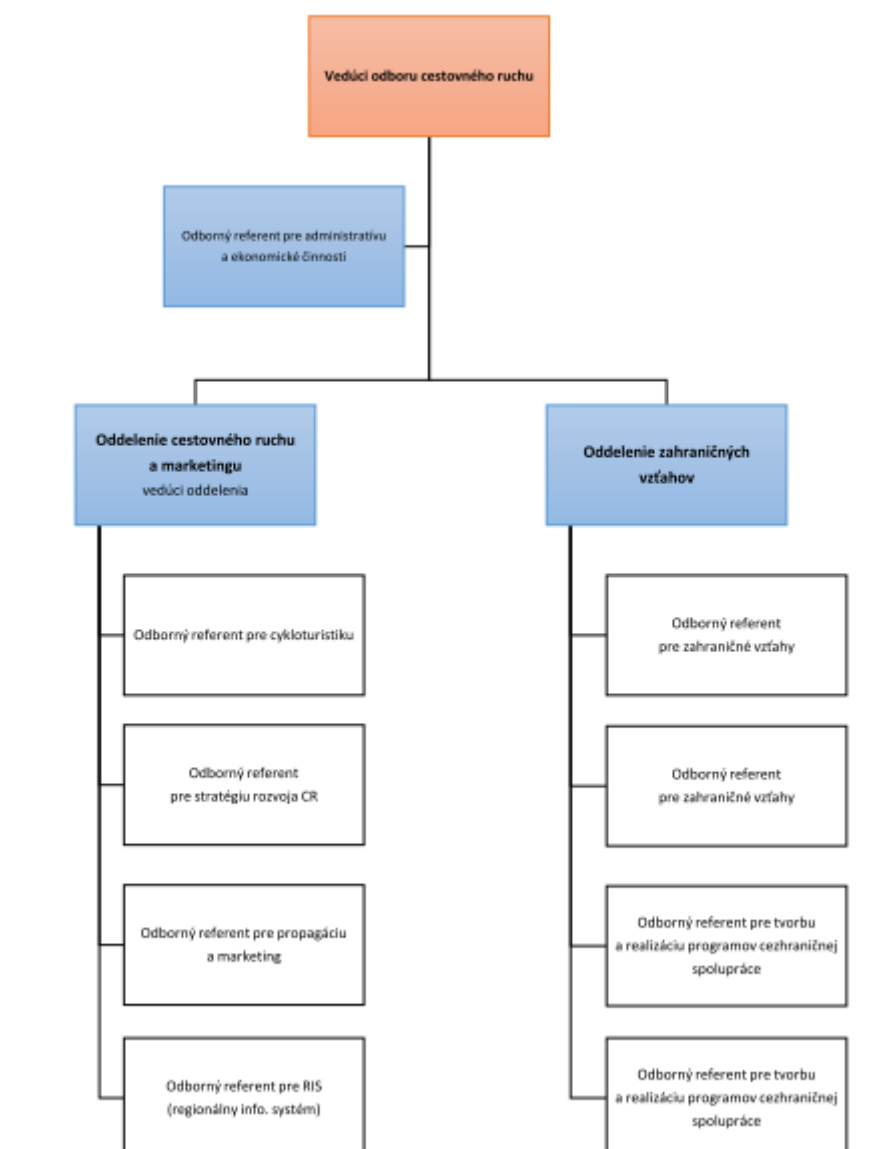 Vedúci odboru cestovného ruchu
Odborný referent pre administratívu
a ekonomické činnosti
Oddelenie cestovného ruchu
a marketingu
vedúci oddelenia
Oddelenie zahraničných
vzťahov
Odborný referent pre cykloturistiku
Odborný referent
pre zahraničné vzťahy
Odborný referent
pre stratégiu rozvoja CR
Odborný referent
pre zahraničné vzťahy
Odborný referent pre propagáciu
a marketing
Odborný referent pre tvorbu
a realizáciu programov cezhraničnej
spolupráce
Odborný referent pre RIS
(regionálny info. systém)
Odborný referent pre tvorbu
a realizáciu programov cezhraničnej
spolupráce